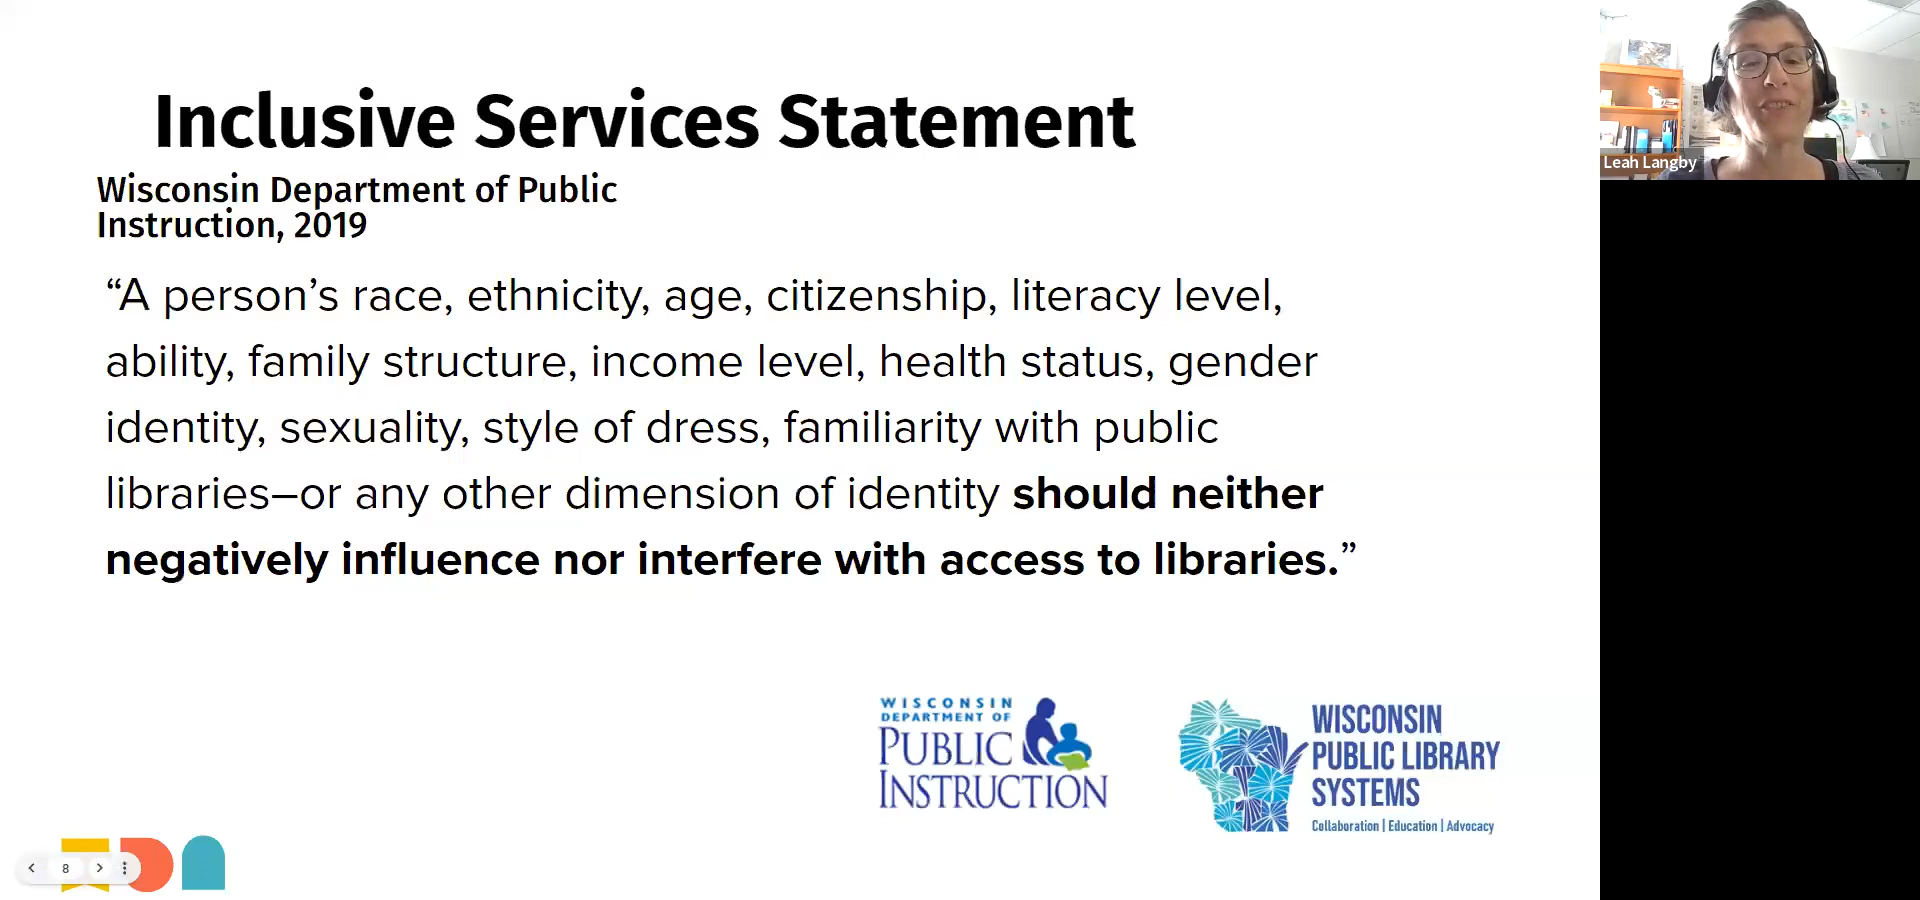 Inclusive Services Statement
Wisconsin Department of Public
Instruction, 2019
“A person’s race, ethnicity, age, citizenship, literacy level,
ability, family structure, income level, health status, gender
identity, sexuality, style of dress, familiarity with public
libraries–or any other dimension of identity should neither
negatively influence nor interfere with access to libraries.”
WISCONSIN
DEPARTMENT OF
PUBLIC
INSTRUCTION
WISCONSIN
PUBLIC LIBRARY
SYSTEMS
Collaboration | Education | Advocacy
8
Leah Langby